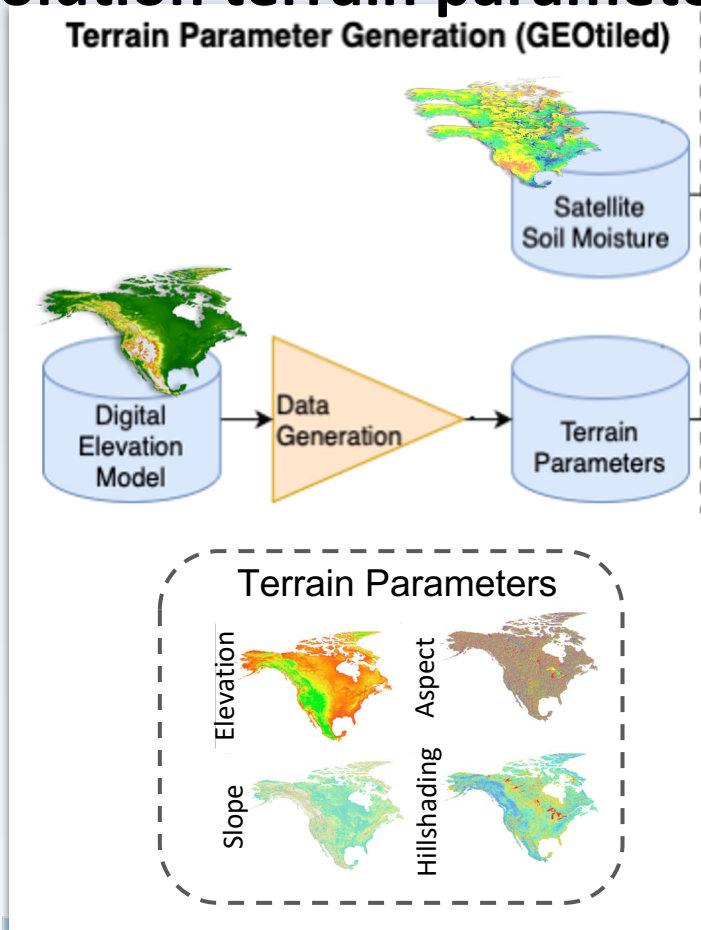 Terrain Parameter Generation (GEOtiled)
Satellite
Soil Moisture
Digital
Elevation
Model
Data
Generation
Terrain
Parameters
Terrain Parameters
Elevation
Aspect
Slope
Hillshading